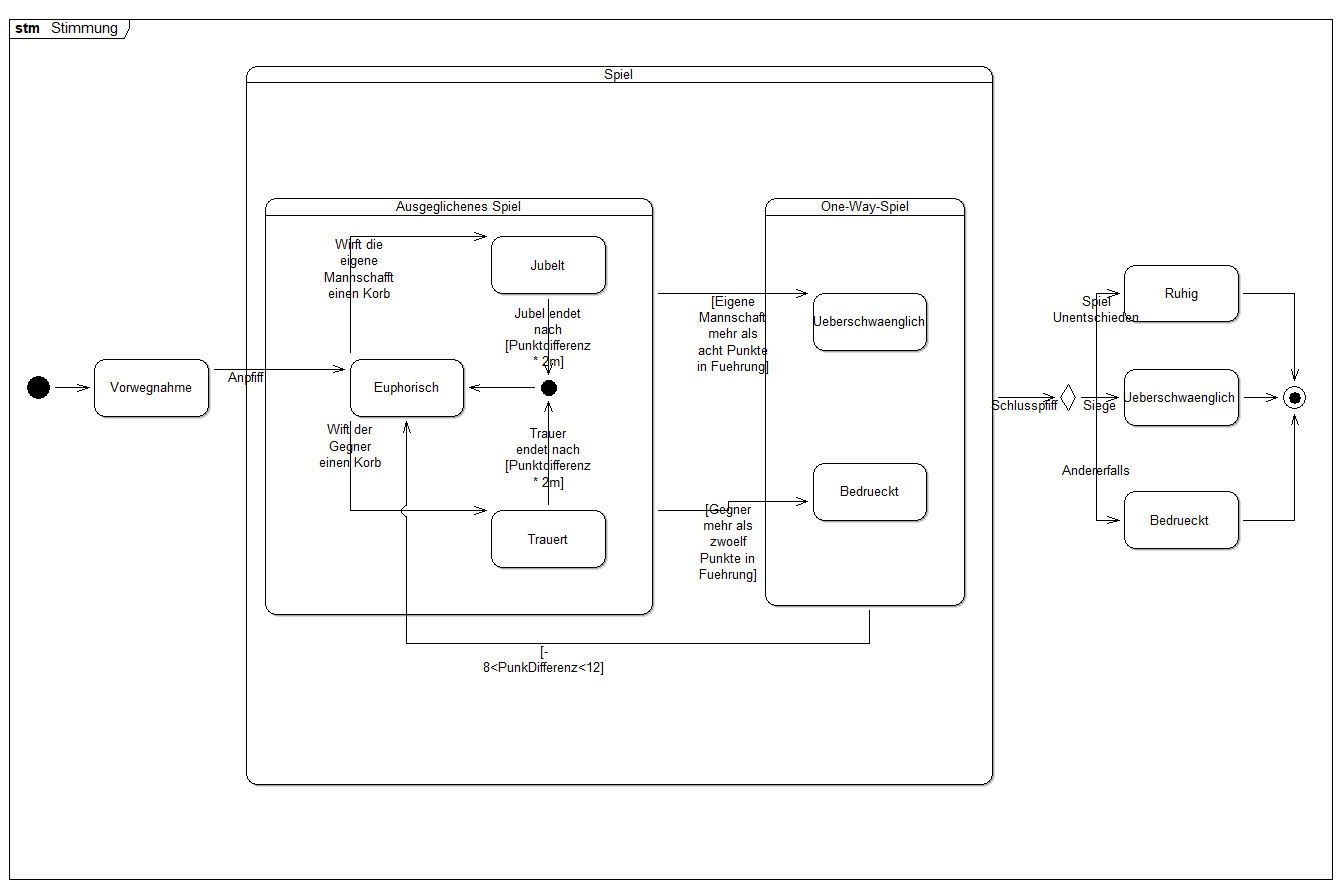 stm Stimmung
Spiel
Ausgeglichenes Spiel
One-Way-Spiel
Wirft die
eigene
Mannschafft
einen Korb
Jubelt
Jubel endet
nach
[Punktdifferenz
* 2m]
[Eigene
Mannschaft
mehr als
acht Punkte
in Fuehrung]
Ueberschwaenglich
Vorwegnahme
Anpfiff
Euphorisch
Wift der
Gegner
einen Korb
Trauer
endet nach
[Punktdifferenz
* 2m]
Trauert
[Gegner
mehr als
zwoelf
Punkte in
Fuehrung]
Bedrueckt
[-
8<PunkDifferenz<12]
Schlusspfiff
Spiel
Unentschieden
Ruhig
Siege
Ueberschwaenglich
Andererfalls
Bedrueckt